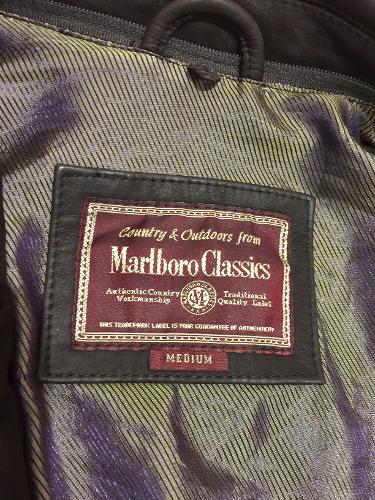 Country & Outdoors from
Marlboro Classics
Authentic Country Traditional
Workmanship Quality Label
THIS TRADEMARK LABEL IS YOUR GUARANTEE OF AUTHENTICITY
MEDIUM